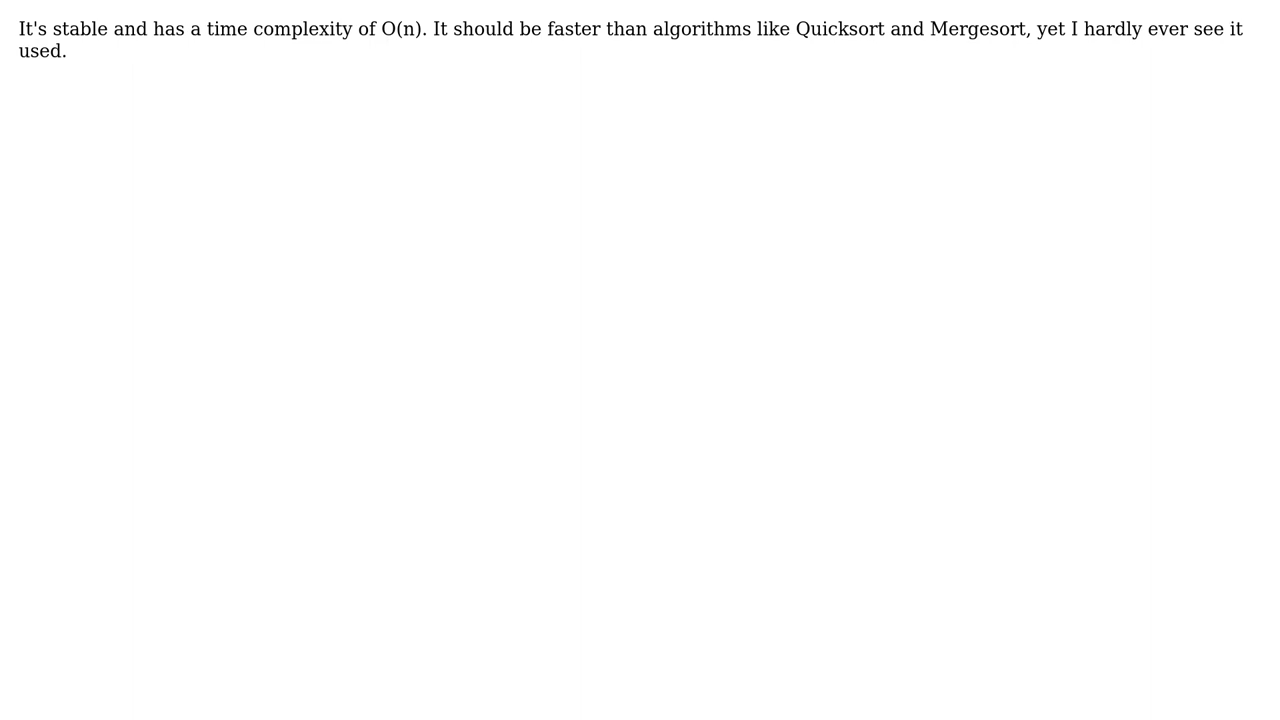 It's stable and has a time complexity of O(n). It should be faster than algorithms like Quicksort and Mergesort, yet I hardly ever see it
used.